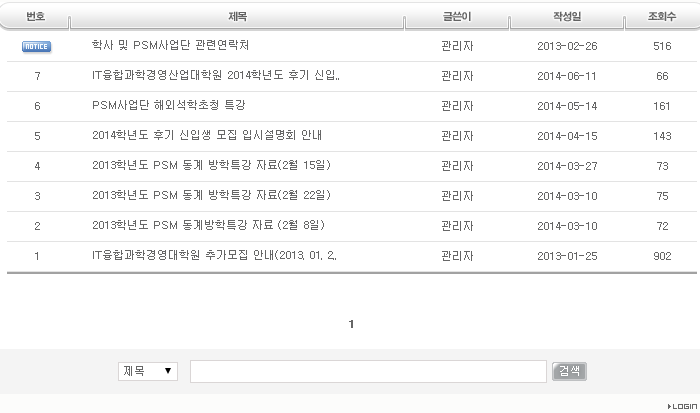 번호 제목 글쓴이 작성일 조회수
NOTICE 학사 및 PSM사업단 관련연락처 관리자 2013-02-26 516
7 IT융합과학경영산업대학원 2014학년도 후기 신입.. 관리자 2014-06-11 66
6 PSM사업단 해외석학초청 특강 관리자 2014-05-14 161
5 2014학년도 후기 신입생 모집 입시설명회 안내 관리자 2014-04-15 143
4 2013학년도 PSM 동계 방학특강 자료(2월 15일) 관리자 2014-03-27 73
3 2013학년도 PSM 동계 방학특강 자료(2월 22일) 관리자 2014-03-10 75
2 2013학년도 PSM 동계방학특강 자료 (2월 8일) 관리자 2014-03-10 72
1 IT융합과학경영대학원 추가모집 안내(2013. 01. 2.. 관리자 2013-01-25 902
1
제목 ▼ 검색
LOGIN